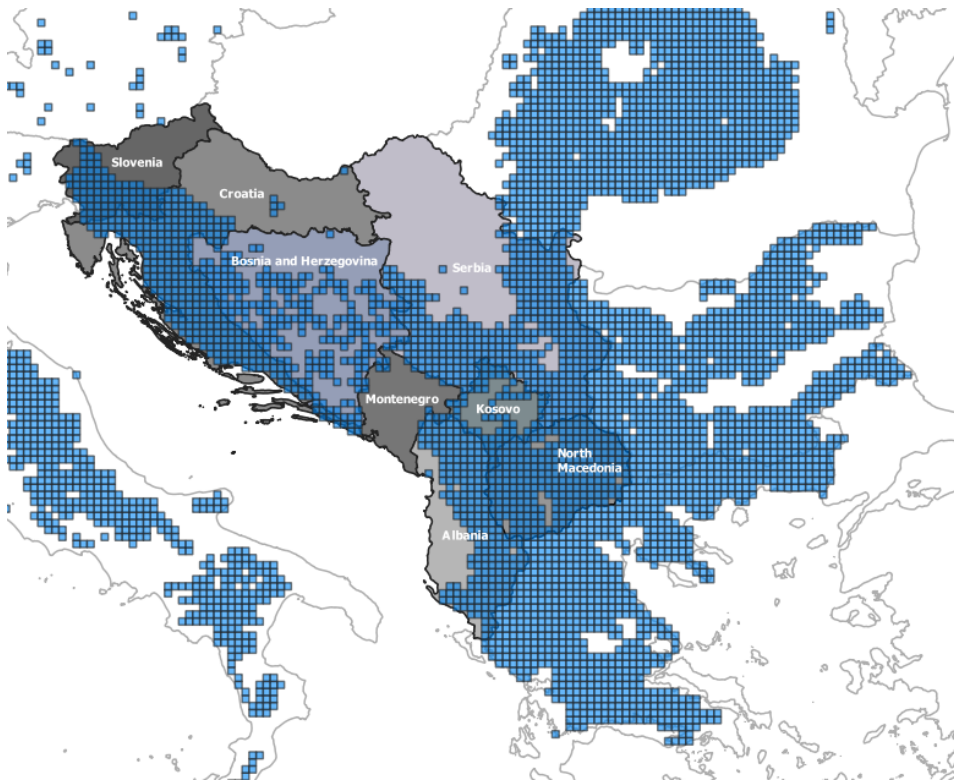 Slovenia
Croatia
Bosnia and Herzegovina
Serbia
Montenegro
Kosovo
North
Macedonia
Albania